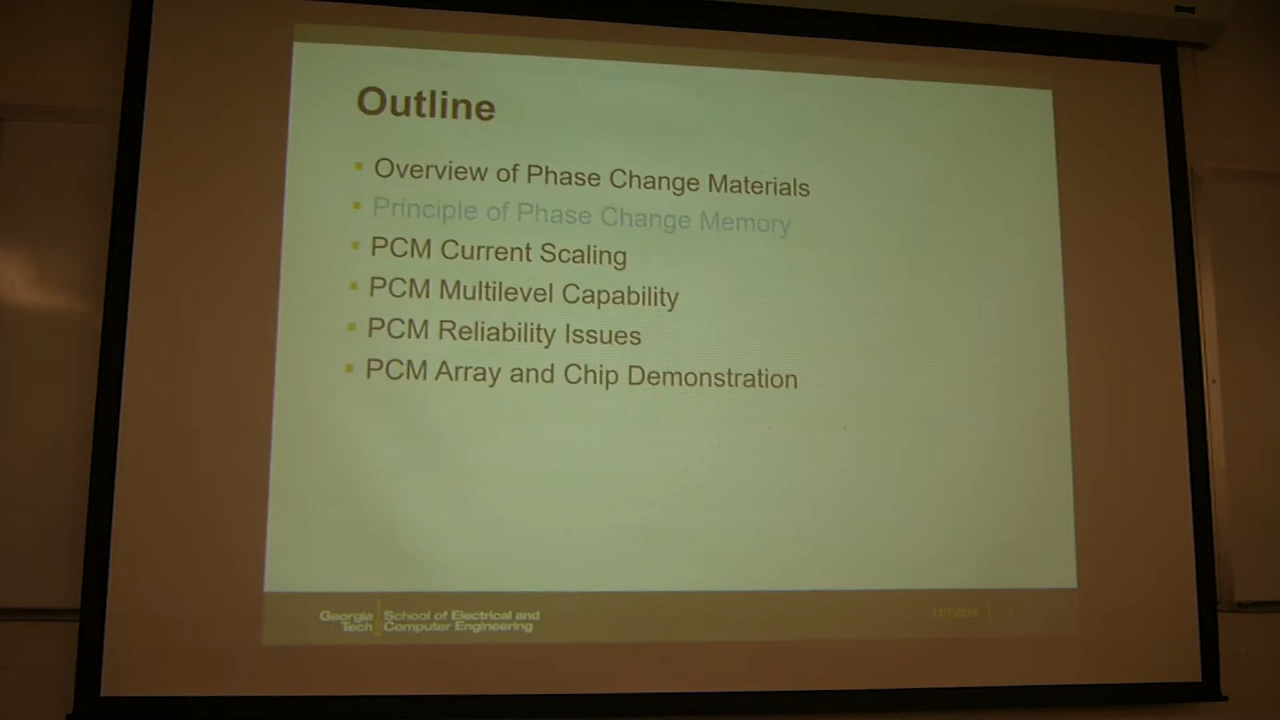 Outline
Overview of Phase Change Materials
Principle of Phase Change Memory
PCM Current Scaling
PCM Multilevel Capability
PCM Reliability Issues
PCM Array and Chip Demonstration
Georgia Tech
School of Electrical and
Computer Engineering